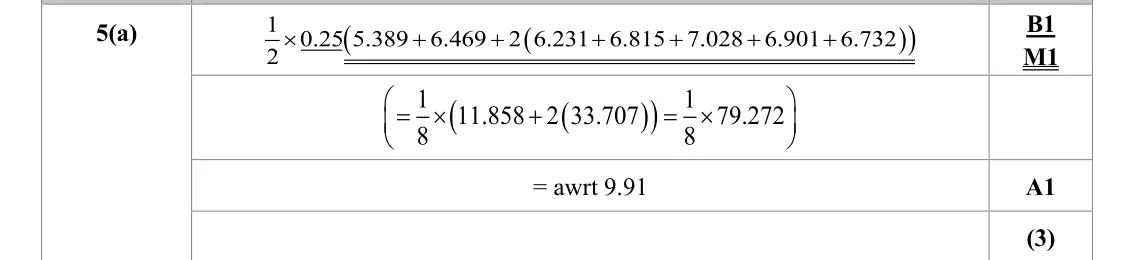 5(a)
1/2 × 0.25(5.389 + 6.469 + 2(6.231 + 6.815 + 7.028 + 6.901 + 6.732))
B1
M1
(= 1/8 × (11.858 + 2(33.707)) = 1/8 × 79.272)
= awrt 9.91
A1
(3)